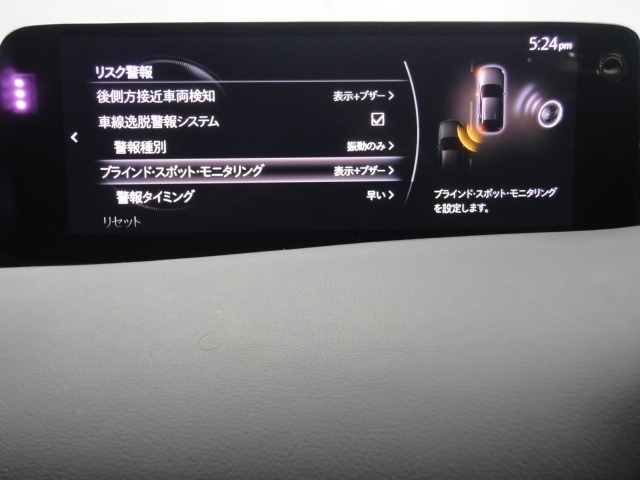 5:24pm
リスク警報
後側方接近車両検知 表示+ブザー
車線逸脱警報システム
警報種別 振動のみ
ブラインド・スポット・モニタリング 表示+ブザー
警報タイミング 早い
リセット
ブラインド・スポット・モニタリング
を設定します。